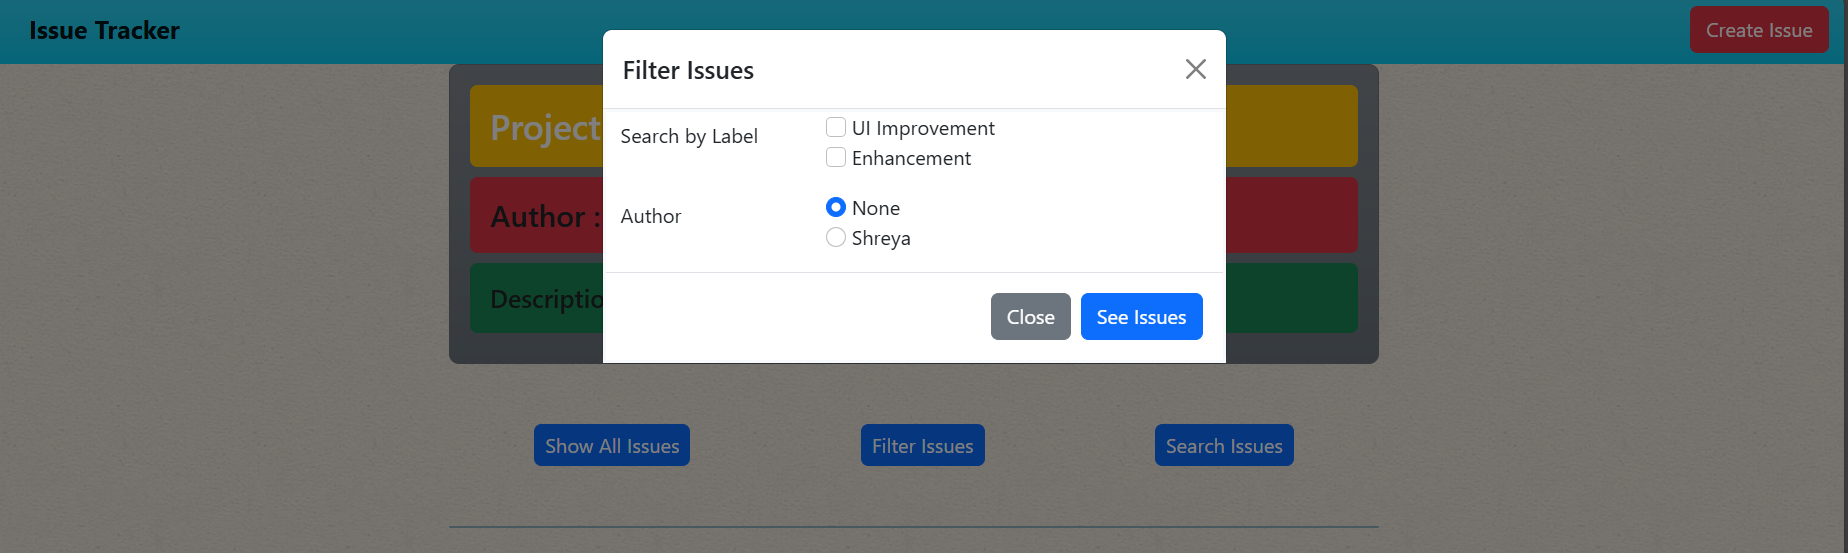 Issue Tracker
Create Issue
Filter Issues
Project
Search by Label
UI Improvement
Enhancement
Author :
Author
None
Shreya
Descriptio
Close
See Issues
Show All Issues
Filter Issues
Search Issues